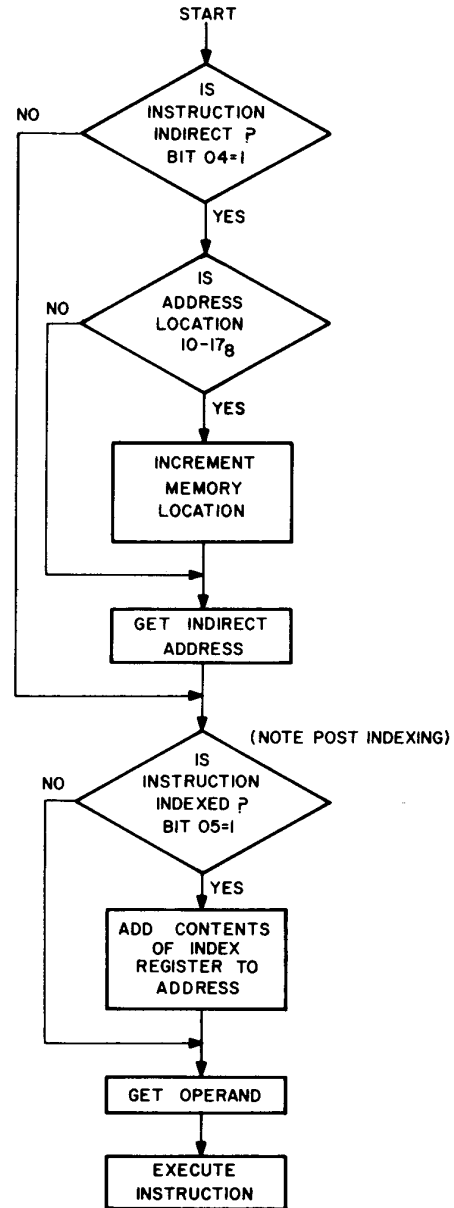 START
IS
INSTRUCTION
INDIRECT ?
BIT 04=1
NO
YES
IS
ADDRESS
LOCATION
10-17₈
NO
YES
INCREMENT
MEMORY
LOCATION
GET INDIRECT
ADDRESS
(NOTE POST INDEXING)
IS
INSTRUCTION
INDEXED ?
BIT 05=1
NO
YES
ADD CONTENTS
OF INDEX
REGISTER TO
ADDRESS
GET OPERAND
EXECUTE
INSTRUCTION